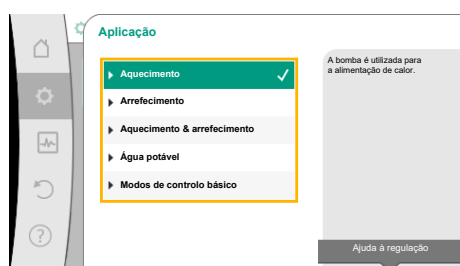 Aplicação
Aquecimento
Arrefecimento
Aquecimento & arrefecimento
Água potável
Modos de controlo básico
A bomba é utilizada para
a alimentação de calor.
Ajuda à regulação